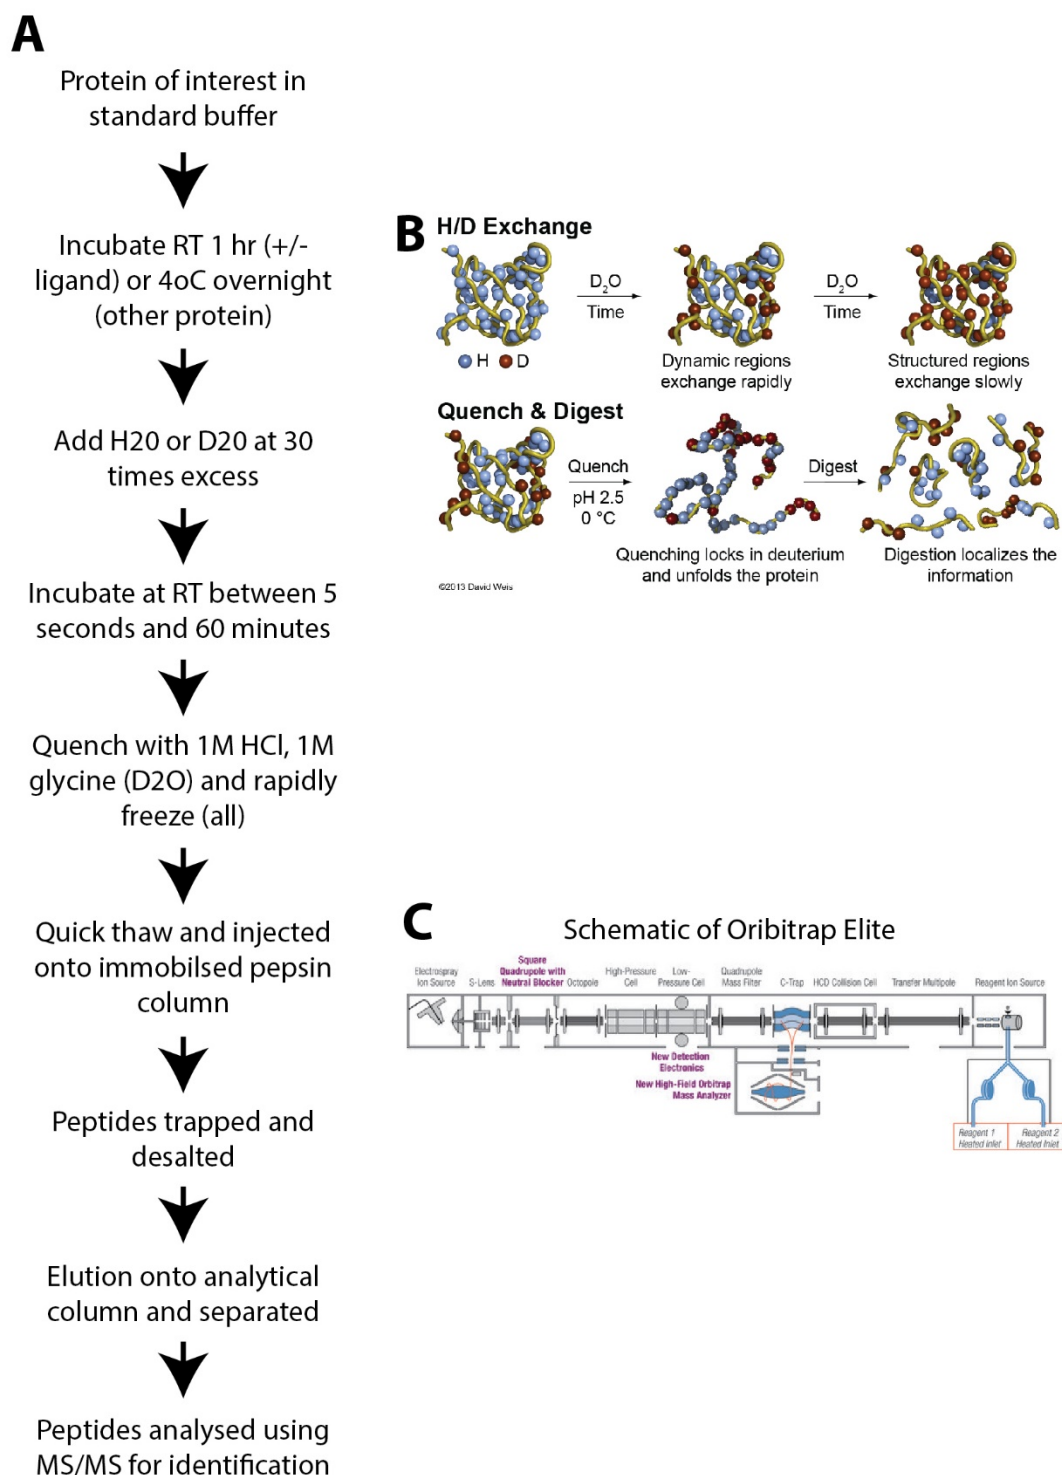 A
Protein of interest in
standard buffer
Incubate RT 1 hr (+/-
ligand) or 4oC overnight
(other protein)
Add H20 or D20 at 30
times excess
Incubate at RT between 5
seconds and 60 minutes
Quench with 1M HCl, 1M
glycine (D2O) and rapidly
freeze (all)
Quick thaw and injected
onto immobilsed pepsin
column
Peptides trapped and
desalted
Elution onto analytical
column and separated
Peptides analysed using
MS/MS for identification
B
H/D Exchange
D2O
Time
D2O
Time
H D
Dynamic regions
exchange rapidly
Structured regions
exchange slowly
Quench & Digest
Quench
pH 2.5
0 °C
Digest
Quenching locks in deuterium
and unfolds the protein
Digestion localizes the
information
©2013 David Weis
C
Schematic of Oribitrap Elite
Electrospray
Ion Source
S-Lens
Square
Quadrupole with
Neutral Blocker
Octopole
High-Pressure
Cell
Low-
Pressure Cell
Quadrupole
Mass Filter
C-Trap
HCD Collision Cell
Transfer Multipole
Reagent Ion Source
New Detection
Electronics
New High-Field Orbitrap
Mass Analyzer
Reagent 1
Heated Inlet
Reagent 2
Heated Inlet